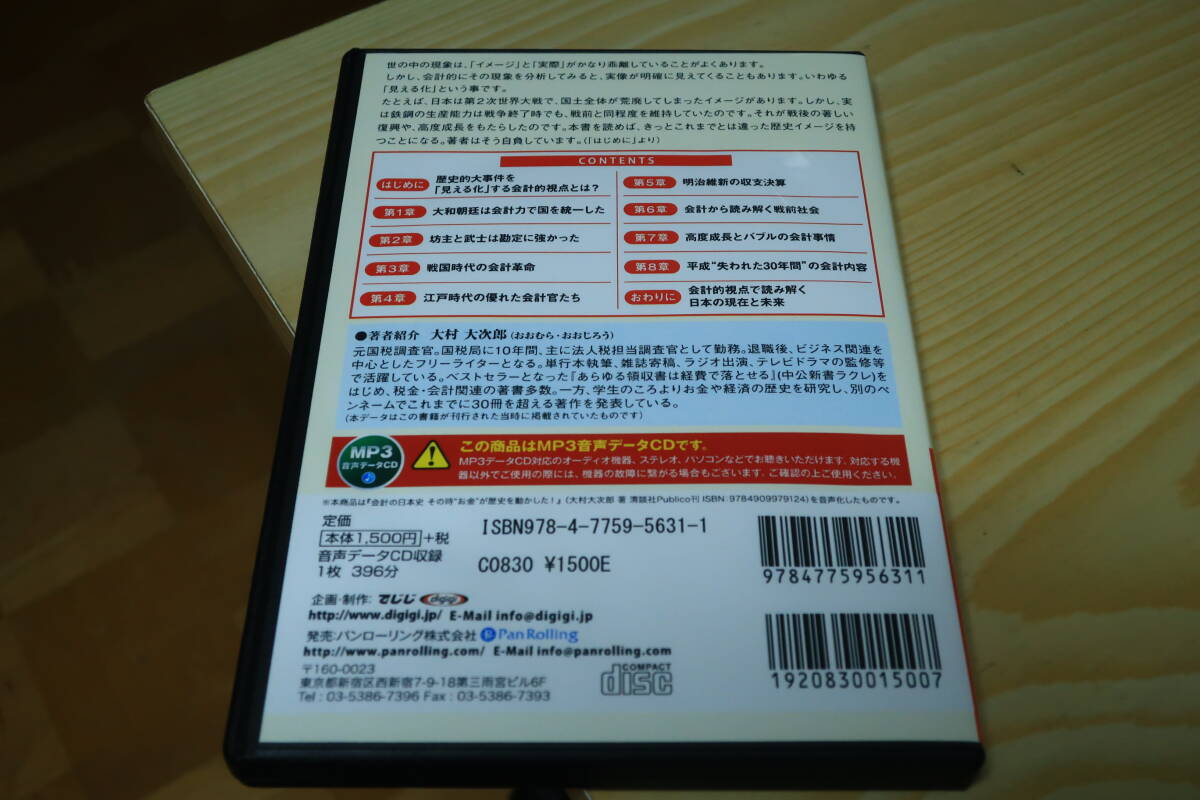 世の中の現象は、「イメージ」と「実際」がかなり乖離していることがよくあります。
しかし、会計的にその現象を分析してみると、実像が明確に見えてくることもあります。いわゆる
「見える化」という事です。
たとえば、日本は第2次世界大戦で、国土全体が荒廃してしまったイメージがあります。しかし、実
は鉄鋼の生産能力は戦争終了時でも、戦前と同程度を維持していたのです。それが戦後の著しい
復興や、高度成長をもたらしたのです。本書を読めば、きっとこれまでとは違った歴史イメージを持
つことになる。著者はそう自負しています。(「はじめに」より)
CONTENTS
はじめに 歴史的大事件を
「見える化」する会計的視点とは?
第1章 大和朝廷は会計力で国を統一した
第2章 坊主と武士は勘定に強かった
第3章 戦国時代の会計革命
第4章 江戸時代の優れた会計官たち
第5章 明治維新の収支決算
第6章 会計から読み解く戦前社会
第7章 高度成長とバブルの会計事情
第8章 平成“失われた30年間”の会計内容
おわりに 会計的視点で読み解く
日本の現在と未来
●著者紹介 大村 大次郎(おおむら・おおじろう)
元国税調査官。国税局に10年間、主に法人税担当調査官として勤務。退職後、ビジネス関連を
中心としたフリーライターとなる。単行本執筆、雑誌寄稿、ラジオ出演、テレビドラマの監修等
で活躍している。ベストセラーとなった『あらゆる領収書は経費で落とせる』(中公新書ラクレ)を
はじめ、税金・会計関連の著書多数。一方、学生のころよりお金や経済の歴史を研究し、別のペ
ンネームでこれまでに30冊を超える著作を発表している。
(本データはこの書籍が刊行された当時に掲載されていたものです)
MP3
音声データCD
この商品はMP3音声データCDです。
MP3データCD対応のオーディオ機器、ステレオ、パソコンなどでお聴きいただけます。対応する機
器以外でご使用の際には、機器の故障に繋がる場合もございます。ご確認の上ご使用ください。
※本商品は『会計の日本史 その時“お金”が歴史を動かした!』(大村大次郎 著 清談社Publico刊 ISBN:9784909979124)を音声化したものです。
定価
本体1,500円+税
音声データCD収録
1枚 396分
ISBN978-4-7759-5631-1
C0830 ¥1500E
9784775956311
1920830015007
企画・制作: でじじ digigi
http://www.digigi.jp/ E-Mail info@digigi.jp
発売:パンローリング株式会社 PanRolling
http://www.panrolling.com/ E-Mail info@panrolling.com
〒160-0023
東京都新宿区西新宿7-9-18第三雨宮ビル6F
Tel : 03-5386-7396 Fax : 03-5386-7393
COMPACT
disc